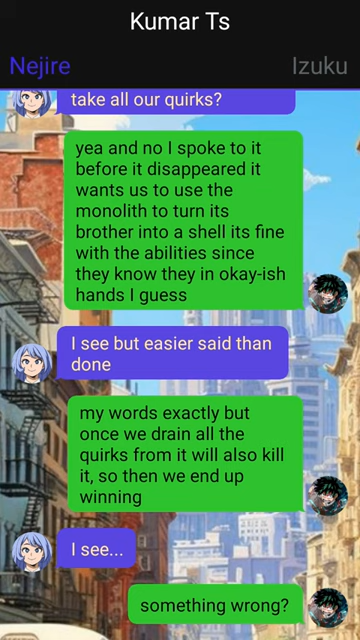 Kumar Ts
Nejire
Izuku
take all our quirks?
yea and no I spoke to it
before it disappeared it
wants us to use the
monolith to turn its
brother into a shell its fine
with the abilities since
they know they in okay-ish
hands I guess
I see but easier said than
done
my words exactly but
once we drain all the
quirks from it will also kill
it, so then we end up
winning
I see...
something wrong?